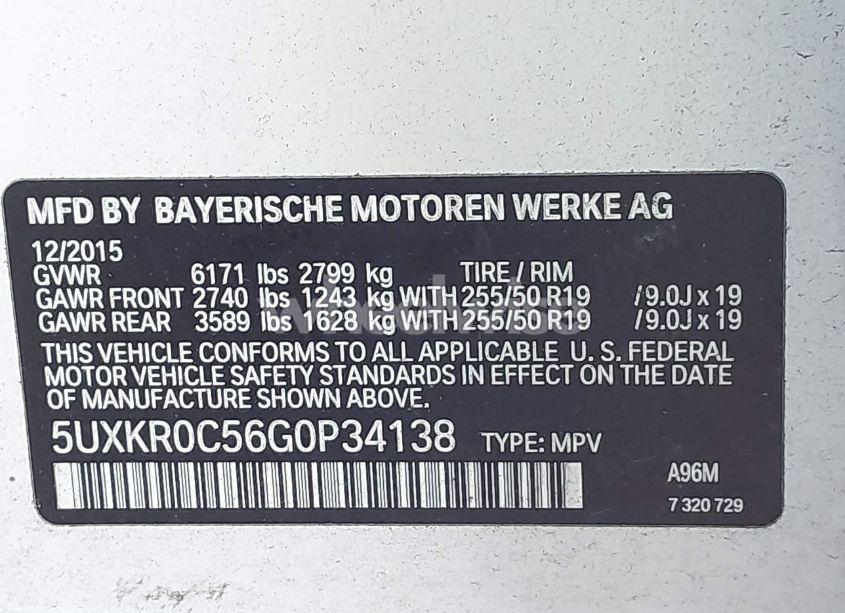 MFD BY BAYERISCHE MOTOREN WERKE AG
12/2015
GVWR 6171 lbs 2799 kg TIRE / RIM
GAWR FRONT 2740 lbs 1243 kg WITH 255/50 R19 /9.0J x 19
GAWR REAR 3589 lbs 1628 kg WITH 255/50 R19 /9.0J x 19
THIS VEHICLE CONFORMS TO ALL APPLICABLE U. S. FEDERAL
MOTOR VEHICLE SAFETY STANDARDS IN EFFECT ON THE DATE
OF MANUFACTURE SHOWN ABOVE.
5UXKR0C56G0P34138 TYPE: MPV
A96M
7 320 729